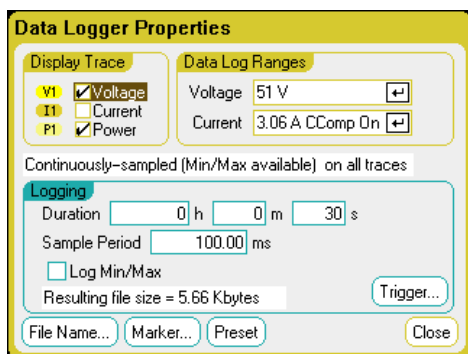 Data Logger Properties
Display Trace
V1 Voltage
I1 Current
P1 Power
Data Log Ranges
Voltage 51 V
Current 3.06 A CComp On
Continuously-sampled (Min/Max available) on all traces
Logging
Duration 0 h 0 m 30 s
Sample Period 100.00 ms
Log Min/Max
Resulting file size = 5.66 Kbytes
Trigger...
File Name... Marker... Preset Close